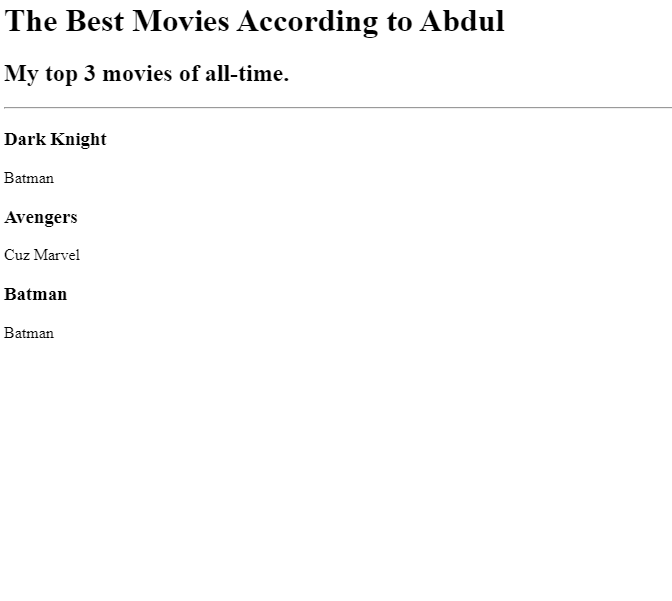 The Best Movies According to Abdul
My top 3 movies of all-time.
Dark Knight
Batman
Avengers
Cuz Marvel
Batman
Batman